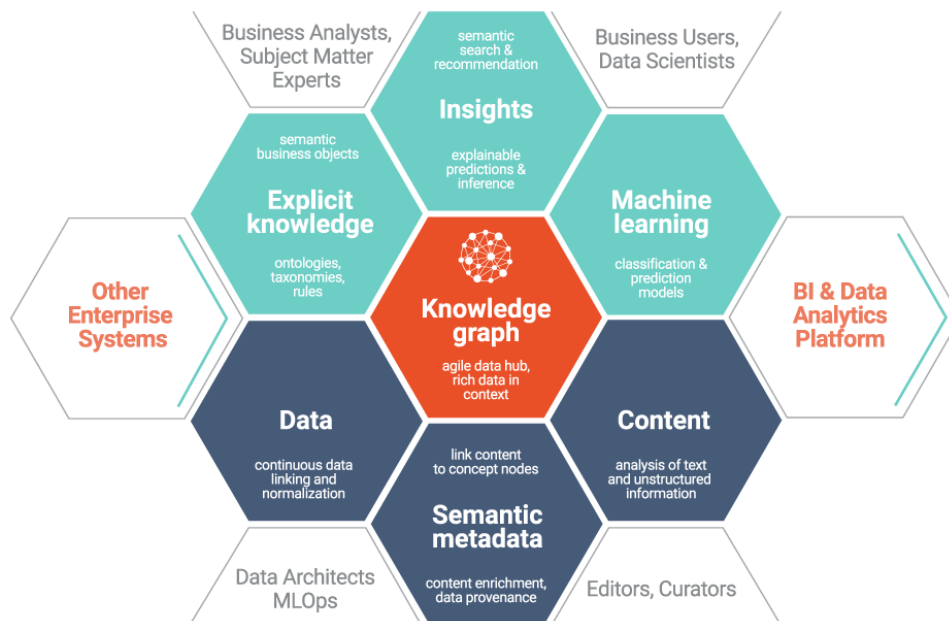 Business Analysts,
Subject Matter
Experts
semantic
search &
recommendation
Insights
explainable
predictions &
inference
Business Users,
Data Scientists
semantic
business objects
Explicit
knowledge
ontologies,
taxonomies,
rules
Machine
learning
classification &
prediction
models
Other
Enterprise
Systems
Knowledge
graph
agile data hub,
rich data in
context
BI & Data
Analytics
Platform
Data
continuous data
linking and
normalization
link content
to concept nodes
Semantic
metadata
content enrichment,
data provenance
Content
analysis of text
and unstructured
information
Data Architects
MLOps
Editors, Curators